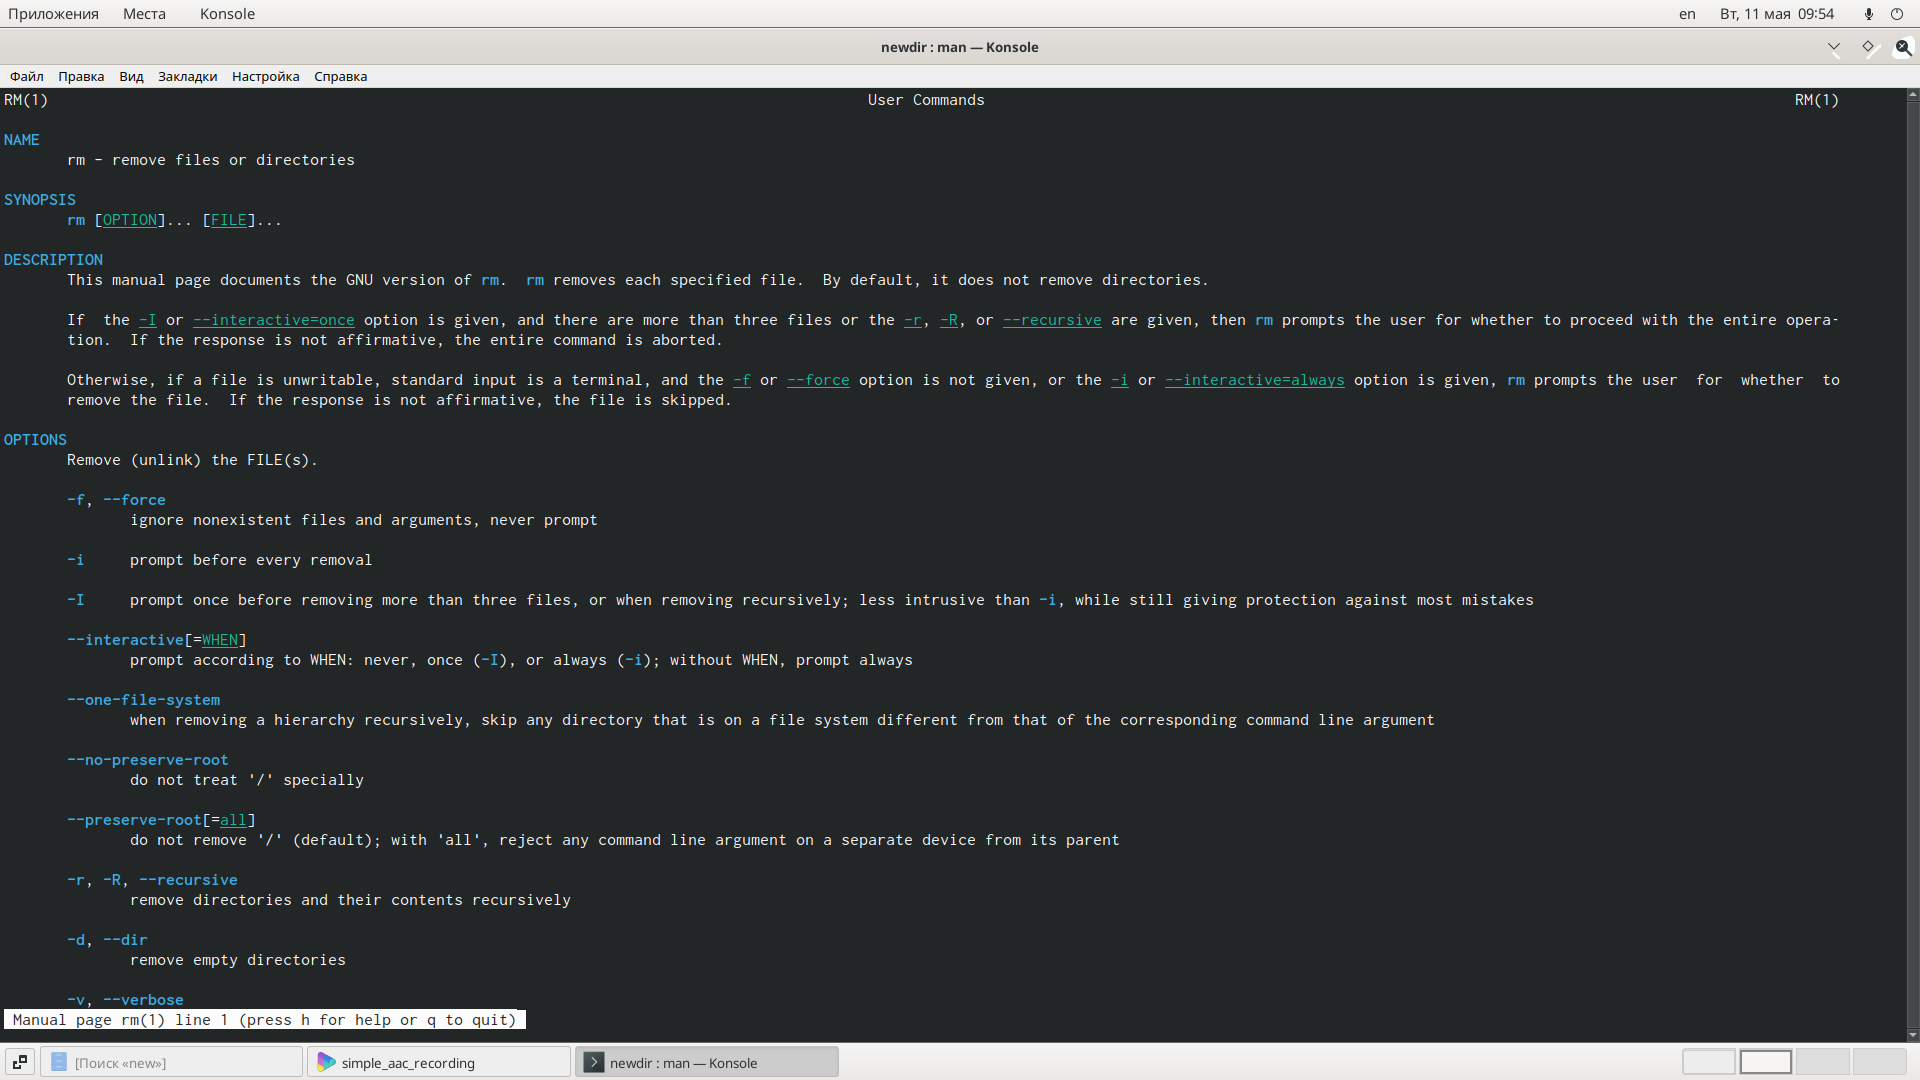 Приложения Места Konsole en Вт, 11 мая 09:54
newdir : man — Konsole
Файл Правка Вид Закладки Настройка Справка
RM(1) User Commands RM(1)
NAME
rm - remove files or directories
SYNOPSIS
rm [OPTION]... [FILE]...
DESCRIPTION
This manual page documents the GNU version of rm.  rm removes each specified file.  By default, it does not remove directories.
If  the -I or --interactive=once option is given, and there are more than three files or the -r, -R, or --recursive are given, then rm prompts the user for whether to proceed with the entire opera-
tion.  If the response is not affirmative, the entire command is aborted.
Otherwise, if a file is unwritable, standard input is a terminal, and the -f or --force option is not given, or the -i or --interactive=always option is given, rm prompts the user  for  whether  to
remove the file.  If the response is not affirmative, the file is skipped.
OPTIONS
Remove (unlink) the FILE(s).
-f, --force
ignore nonexistent files and arguments, never prompt
-i     prompt before every removal
-I     prompt once before removing more than three files, or when removing recursively; less intrusive than -i, while still giving protection against most mistakes
--interactive[=WHEN]
prompt according to WHEN: never, once (-I), or always (-i); without WHEN, prompt always
--one-file-system
when removing a hierarchy recursively, skip any directory that is on a file system different from that of the corresponding command line argument
--no-preserve-root
do not treat '/' specially
--preserve-root[=all]
do not remove '/' (default); with 'all', reject any command line argument on a separate device from its parent
-r, -R, --recursive
remove directories and their contents recursively
-d, --dir
remove empty directories
-v, --verbose
Manual page rm(1) line 1 (press h for help or q to quit)
[Поиск «new»] simple_aac_recording newdir : man — Konsole